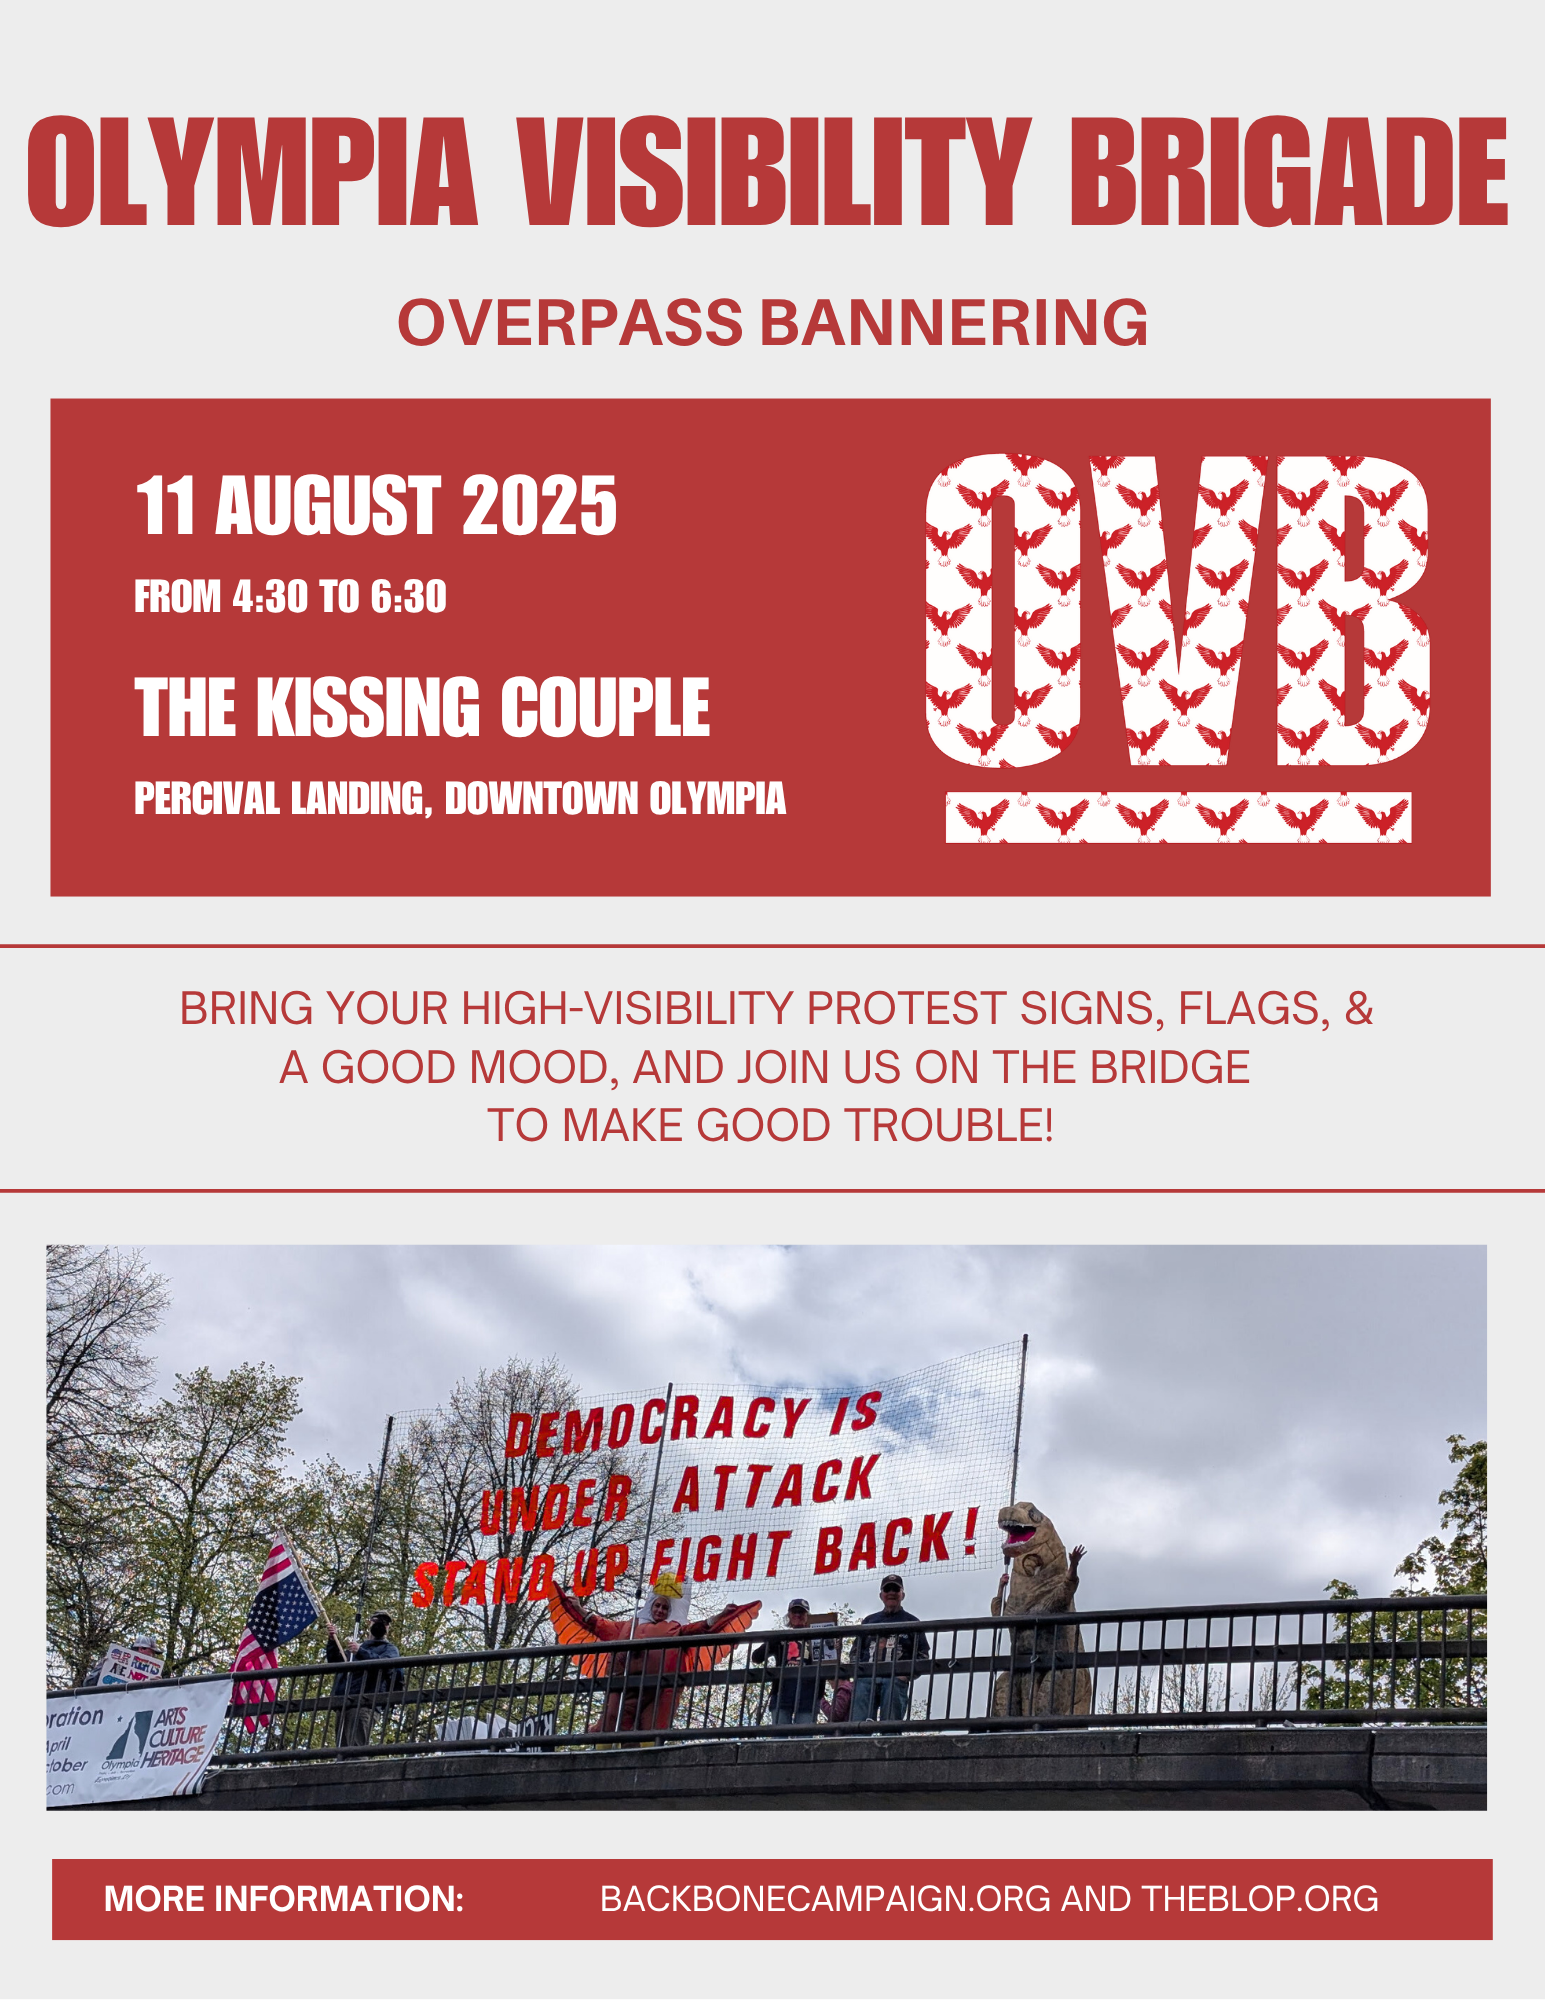 OLYMPIA VISIBILITY BRIGADE
OVERPASS BANNERING
11 AUGUST 2025
FROM 4:30 TO 6:30
THE KISSING COUPLE
PERCIVAL LANDING, DOWNTOWN OLYMPIA
OVB
BRING YOUR HIGH-VISIBILITY PROTEST SIGNS, FLAGS, &
A GOOD MOOD, AND JOIN US ON THE BRIDGE
TO MAKE GOOD TROUBLE!
DEMOCRACY IS
UNDER ATTACK
STAND UP FIGHT BACK!
ration
April
tober
.com
ARTS
CULTURE
HERITAGE
Olympia
MORE INFORMATION: BACKBONECAMPAIGN.ORG AND THEBLOP.ORG